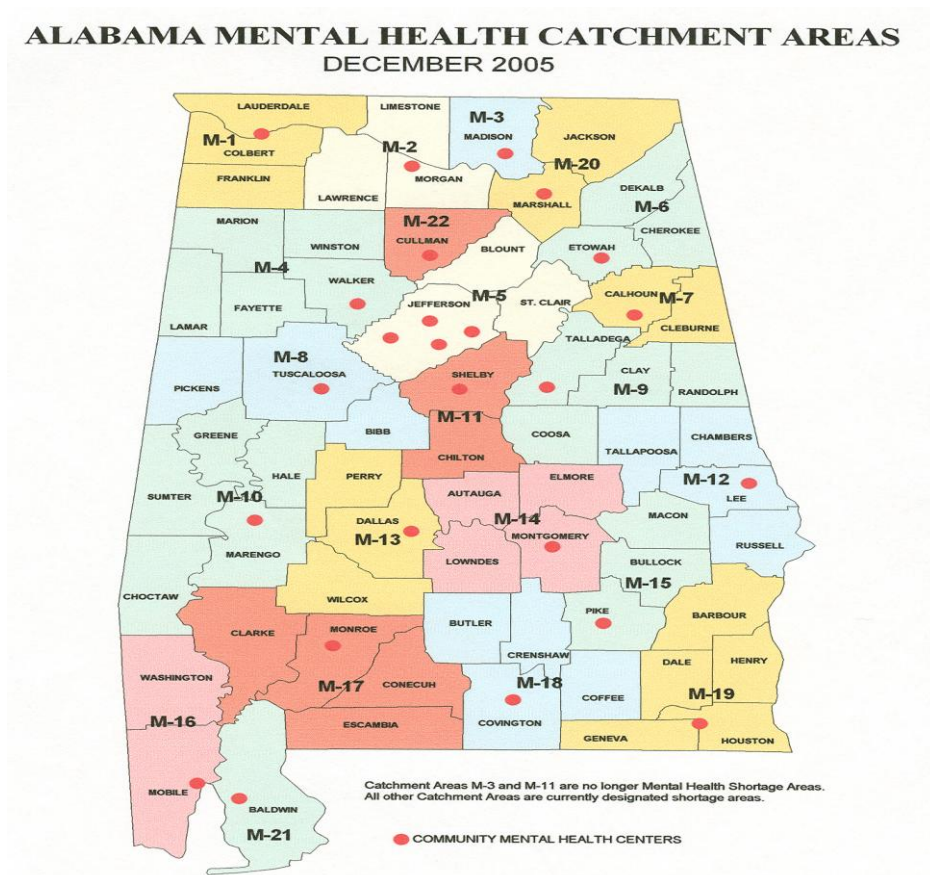 ALABAMA MENTAL HEALTH CATCHMENT AREAS
DECEMBER 2005
LAUDERDALE
LIMESTONE
M-3
MADISON
JACKSON
M-1
COLBERT
M-2
M-20
FRANKLIN
MORGAN
LAWRENCE
MARSHALL
DEKALB
M-6
MARION
M-22
CULLMAN
CHEROKEE
WINSTON
BLOUNT
ETOWAH
M-4
WALKER
M-5
JEFFERSON
ST. CLAIR
CALHOUN
M-7
FAYETTE
LAMAR
CLEBURNE
TALLADEGA
M-8
TUSCALOOSA
SHELBY
CLAY
M-9
PICKENS
RANDOLPH
M-11
BIBB
GREENE
COOSA
CHAMBERS
TALLAPOOSA
CHILTON
HALE
PERRY
ELMORE
M-12
LEE
SUMTER
M-10
AUTAUGA
MACON
DALLAS
M-13
M-14
MONTGOMERY
RUSSELL
MARENGO
LOWNDES
BULLOCK
M-15
CHOCTAW
WILCOX
PIKE
BARBOUR
CLARKE
MONROE
BUTLER
CRENSHAW
DALE
HENRY
WASHINGTON
M-17
CONECUH
M-18
COFFEE
M-19
M-16
ESCAMBIA
COVINGTON
GENEVA
HOUSTON
MOBILE
BALDWIN
M-21
Catchment Areas M-3 and M-11 are no longer Mental Health Shortage Areas.
All other Catchment Areas are currently designated shortage areas.
COMMUNITY MENTAL HEALTH CENTERS